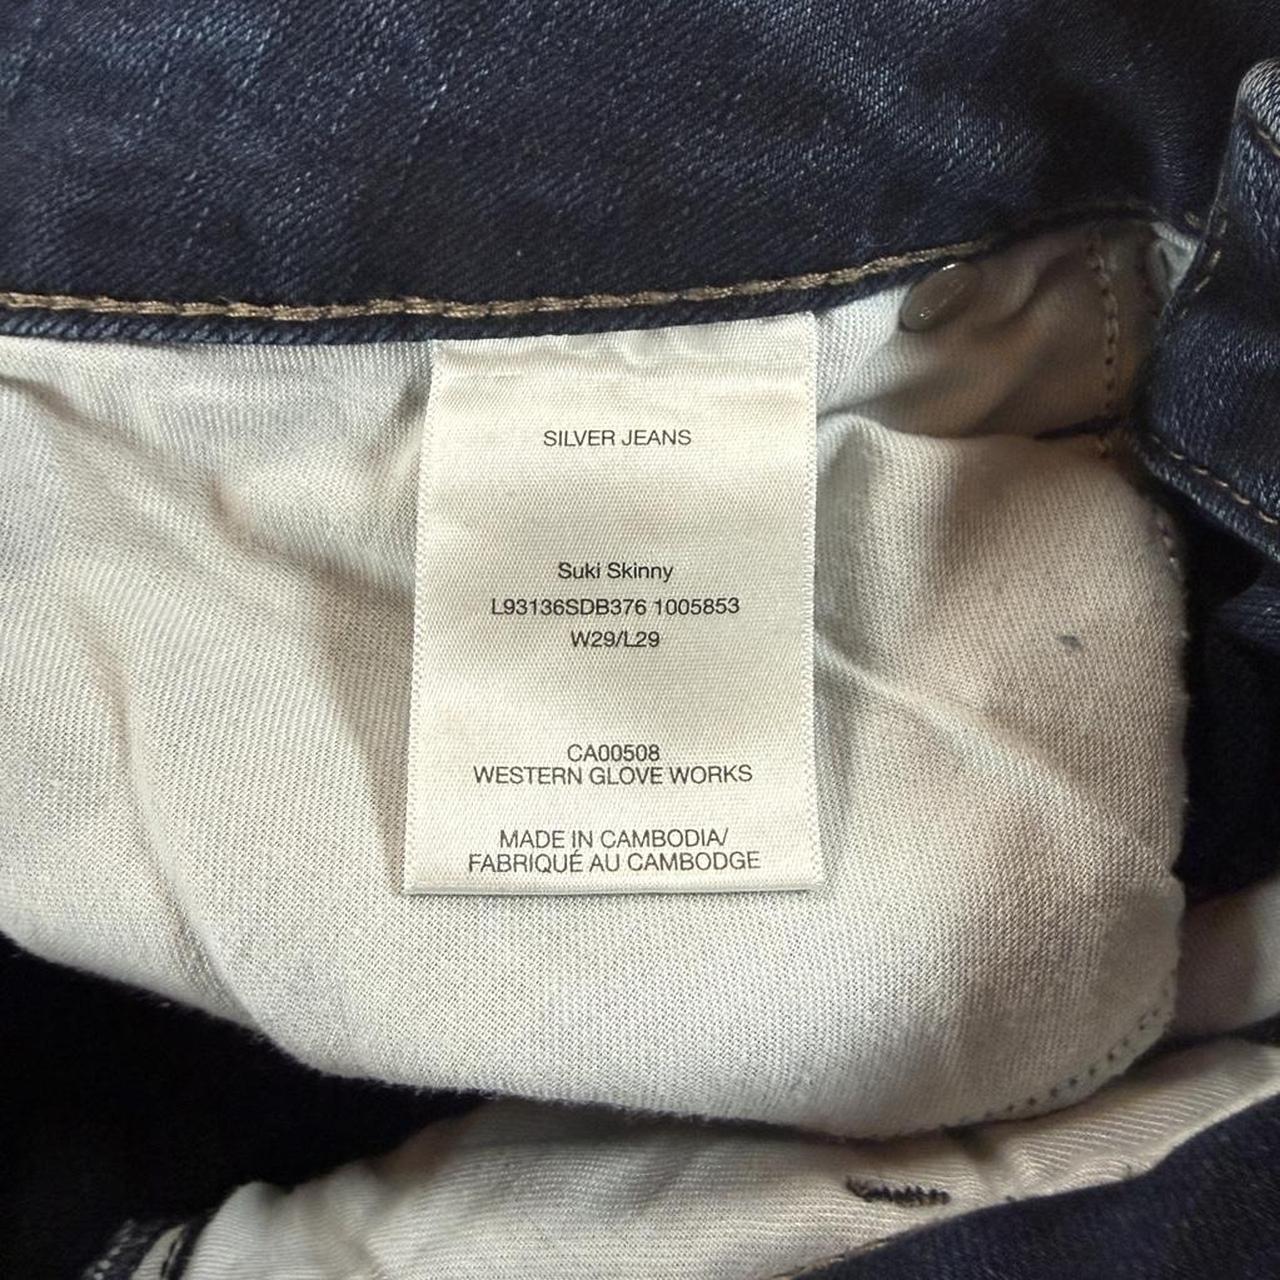 SILVER JEANS
Suki Skinny
L93136SDB376 1005853
W29/L29
CA00508
WESTERN GLOVE WORKS
MADE IN CAMBODIA/
FABRIQUÉ AU CAMBODGE